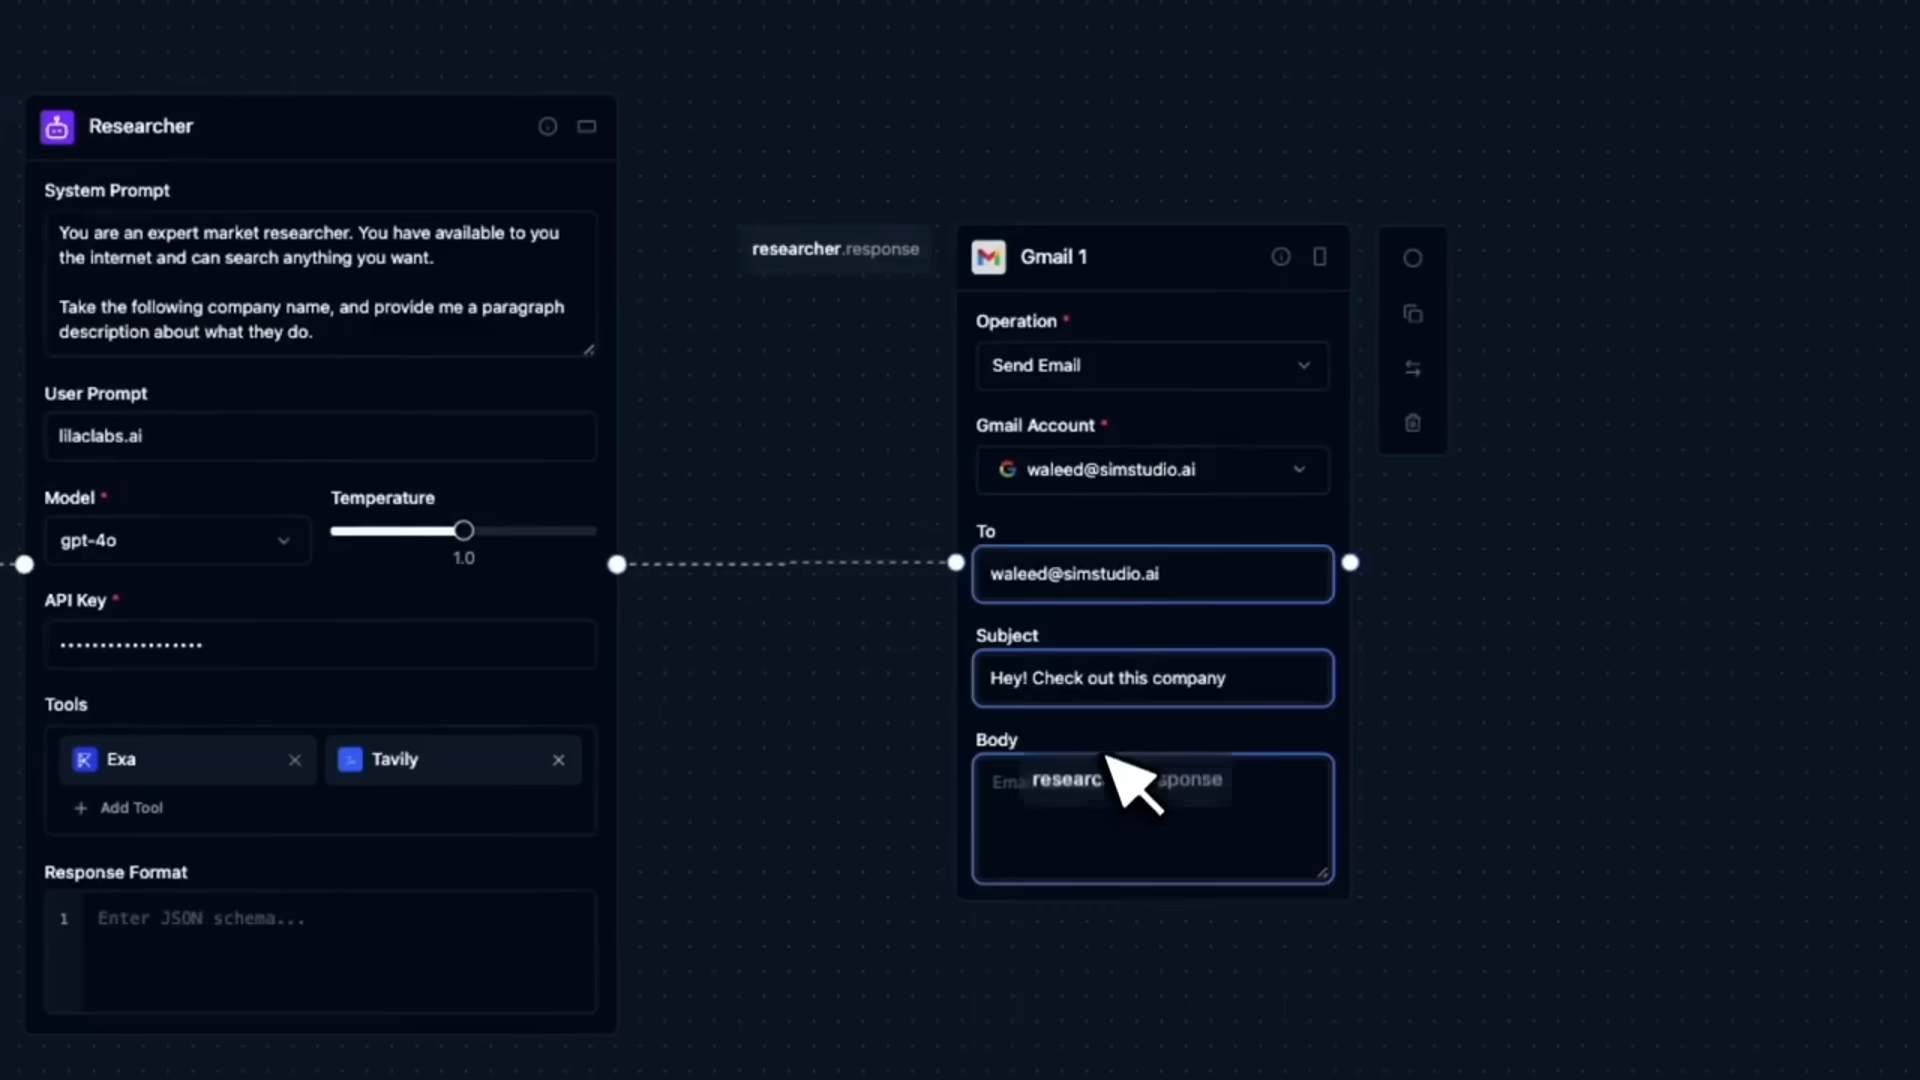 Researcher
System Prompt
You are an expert market researcher. You have available to you
the internet and can search anything you want.
Take the following company name, and provide me a paragraph
description about what they do.
User Prompt
lilaclabs.ai
Model *
Temperature
gpt-4o
1.0
API Key *
••••••••••••••••••
Tools
Exa
Tavily
+ Add Tool
Response Format
1
Enter JSON schema...
researcher.response
Gmail 1
Operation *
Send Email
Gmail Account *
waleed@simstudio.ai
To
waleed@simstudio.ai
Subject
Hey! Check out this company
Body